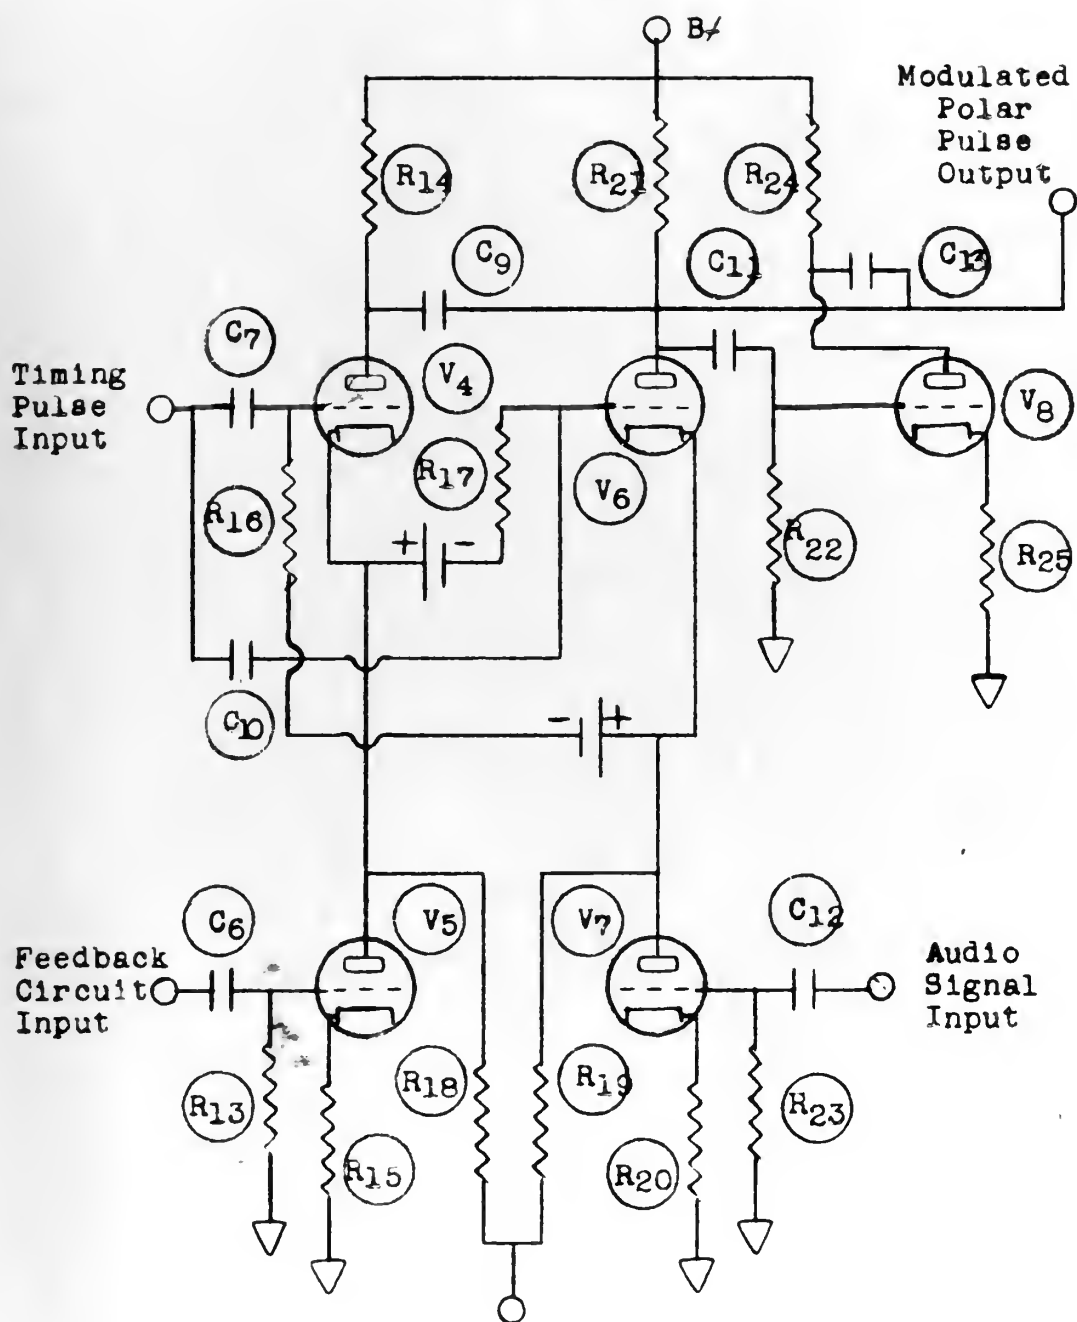 B+
Modulated
Polar
Pulse
Output
R14
R21
R24
C9
C11
C13
C7
V4
Timing
Pulse
Input
V8
R17
V6
R16
R22
R25
+ -
C10
- +
C6
V5
V7
C12
Feedback
Circuit
Input
Audio
Signal
Input
R18
R19
R13
R23
R15
R20